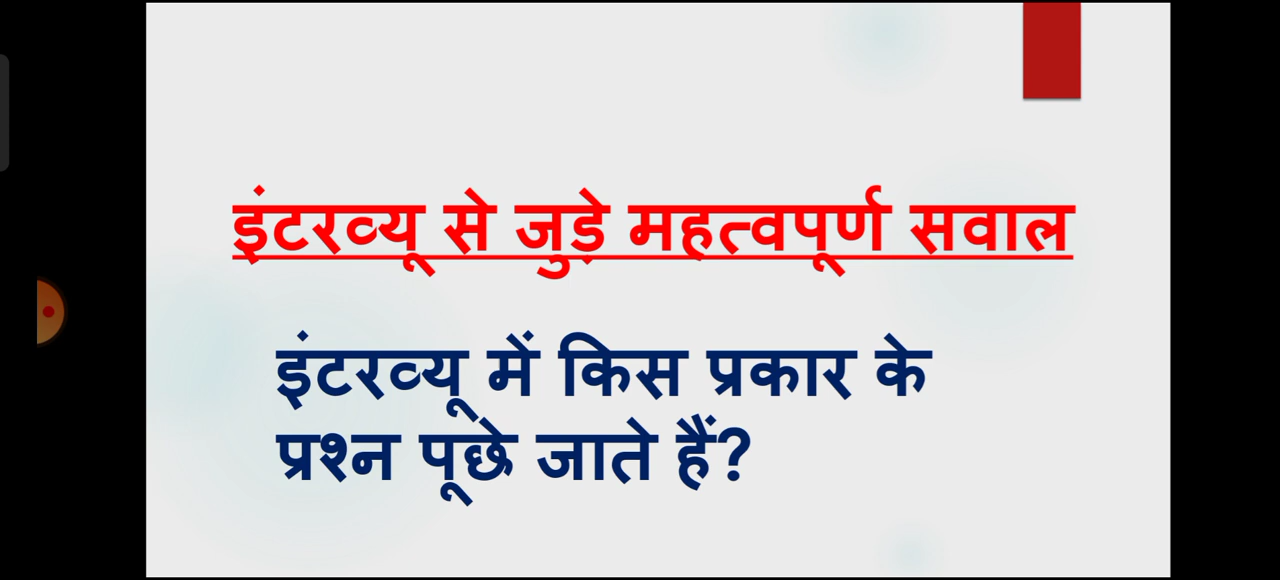 इंटरव्यू से जुड़े महत्वपूर्ण सवाल
इंटरव्यू में किस प्रकार के
प्रश्न पूछे जाते हैं?